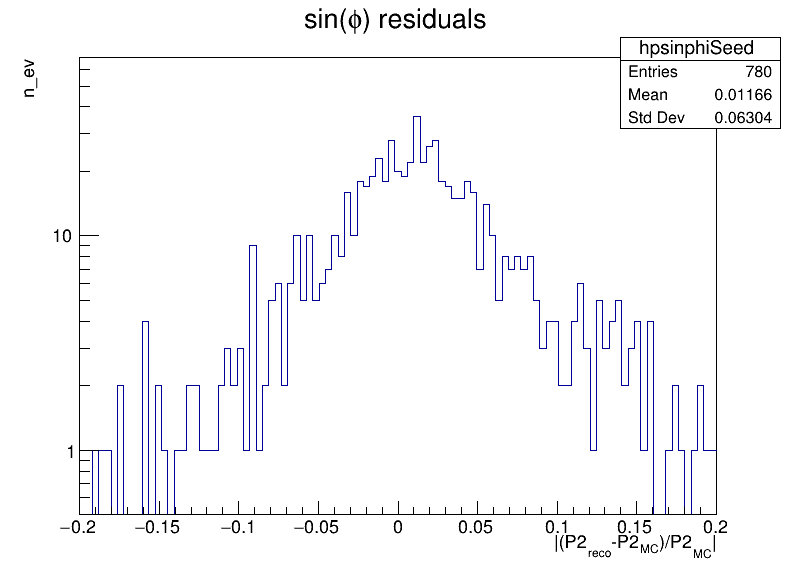 sin(ϕ) residuals
hpsinphiSeed
Entries 780
Mean 0.01166
Std Dev 0.06304
n_ev
10
1
−0.2 −0.15 −0.1 −0.05 0 0.05 0.1 0.15 0.2
|(P2reco-P2MC)/P2MC|